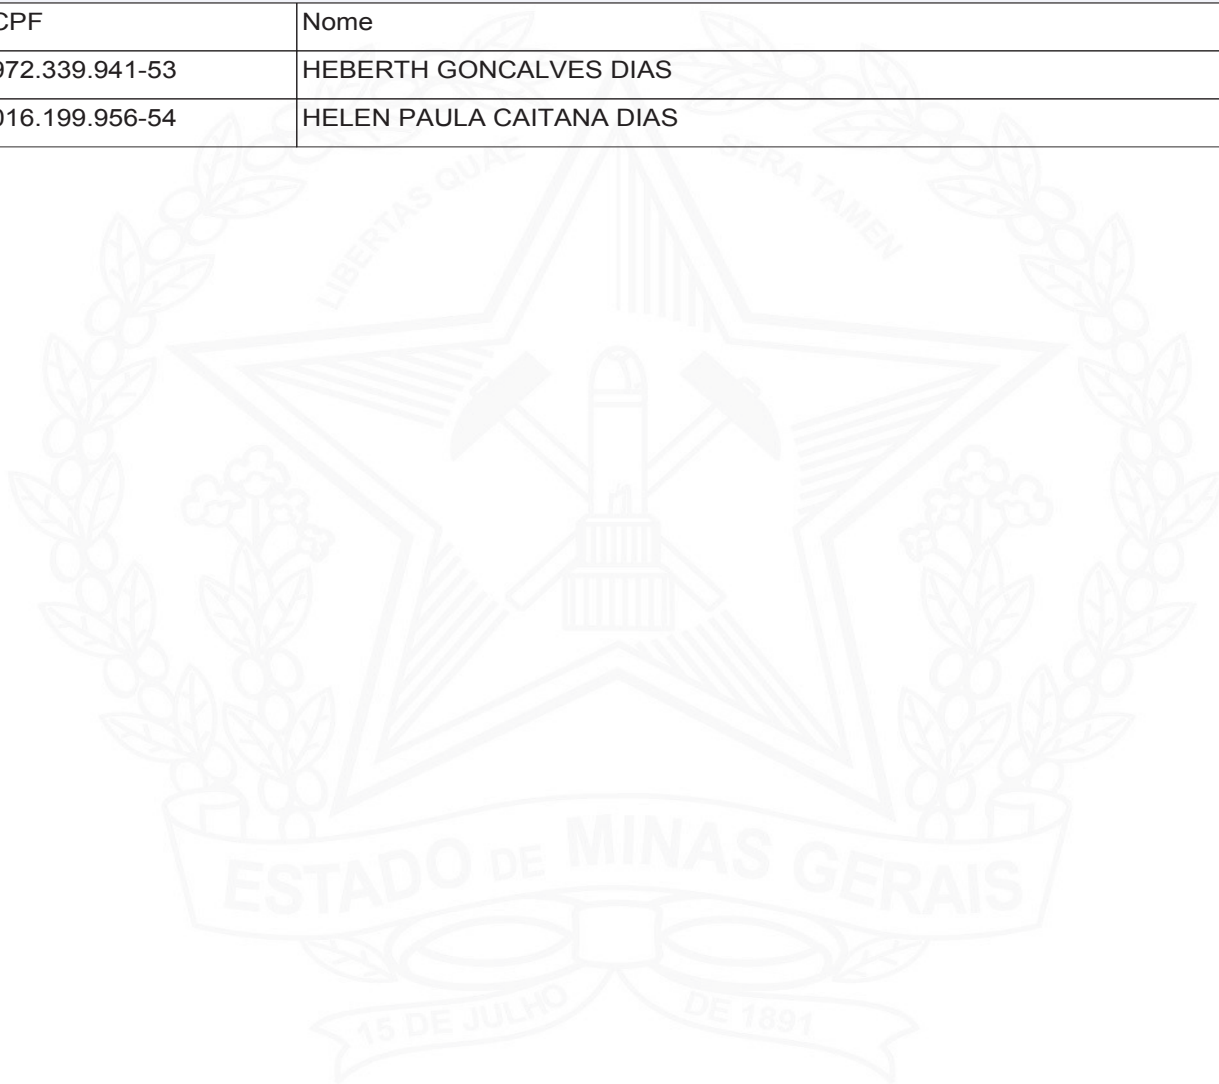 CPF Nome
972.339.941-53 HEBERTH GONCALVES DIAS
016.199.956-54 HELEN PAULA CAITANA DIAS
LIBERTAS QUAE SERA TAMEN
ESTADO DE MINAS GERAIS
15 DE JULHO DE 1891